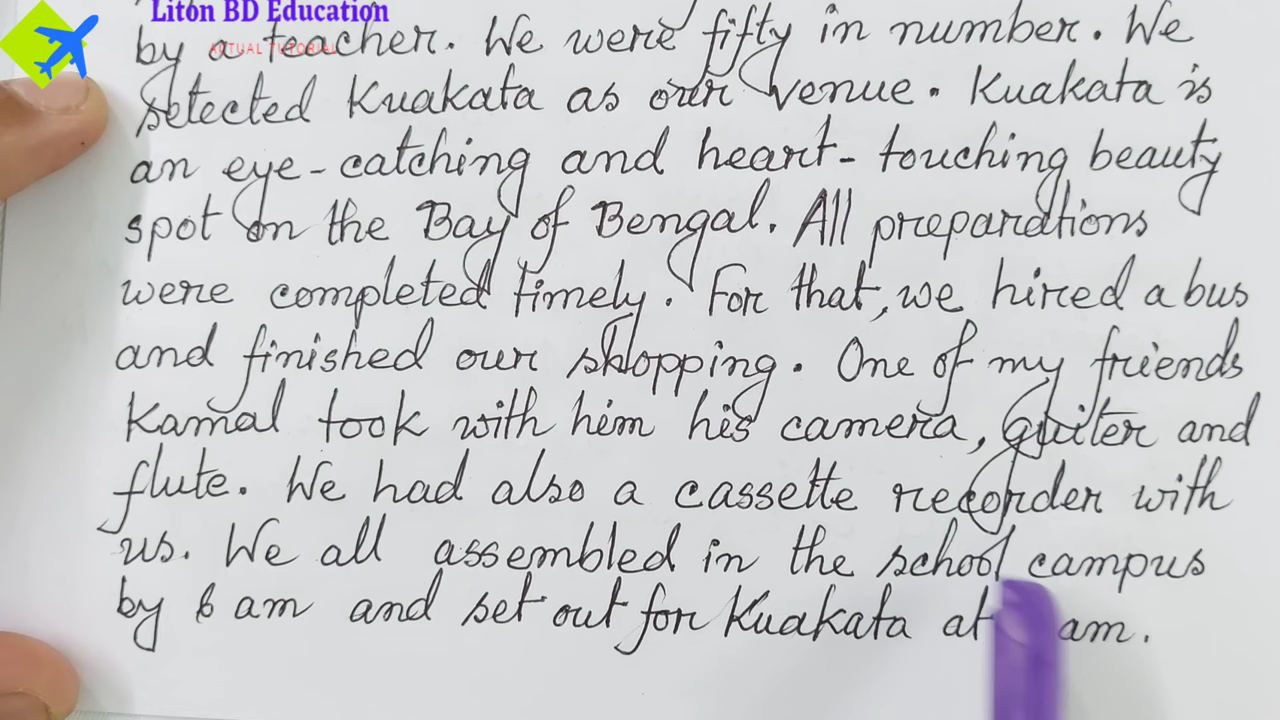 Liton BD Education
by a teacher. We were fifty in number. We
selected Kuakata as our venue. Kuakata is
an eye-catching and heart-touching beauty
spot on the Bay of Bengal. All preparations
were completed timely. For that, we hired a bus
and finished our shopping. One of my friends
Kamal took with him his camera, guiter and
flute. We had also a cassette recorder with
us. We all assembled in the school campus
by 6 am and set out for Kuakata at am.